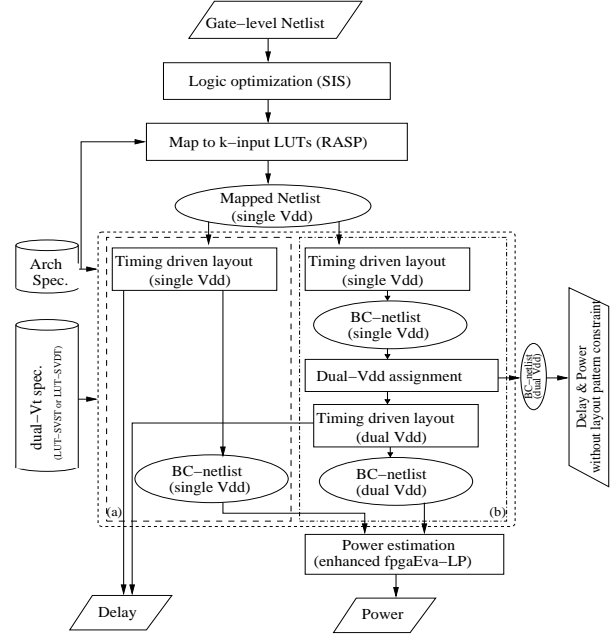 Gate−level Netlist
Logic optimization (SIS)
Map to k−input LUTs (RASP)
Mapped Netlist
(single Vdd)
Arch
Spec.
Timing driven layout
(single Vdd)
Timing driven layout
(single Vdd)
BC−netlist
(single Vdd)
dual−Vt spec.
(LUT−SVST or LUT−SVDT)
Dual−Vdd assignment
BC−netlist
(dual Vdd)
Delay & Power
without layout pattern constraint
Timing driven layout
(dual Vdd)
BC−netlist
(single Vdd)
BC−netlist
(dual Vdd)
(a)
(b)
Power estimation
(enhanced fpgaEva−LP)
Delay
Power